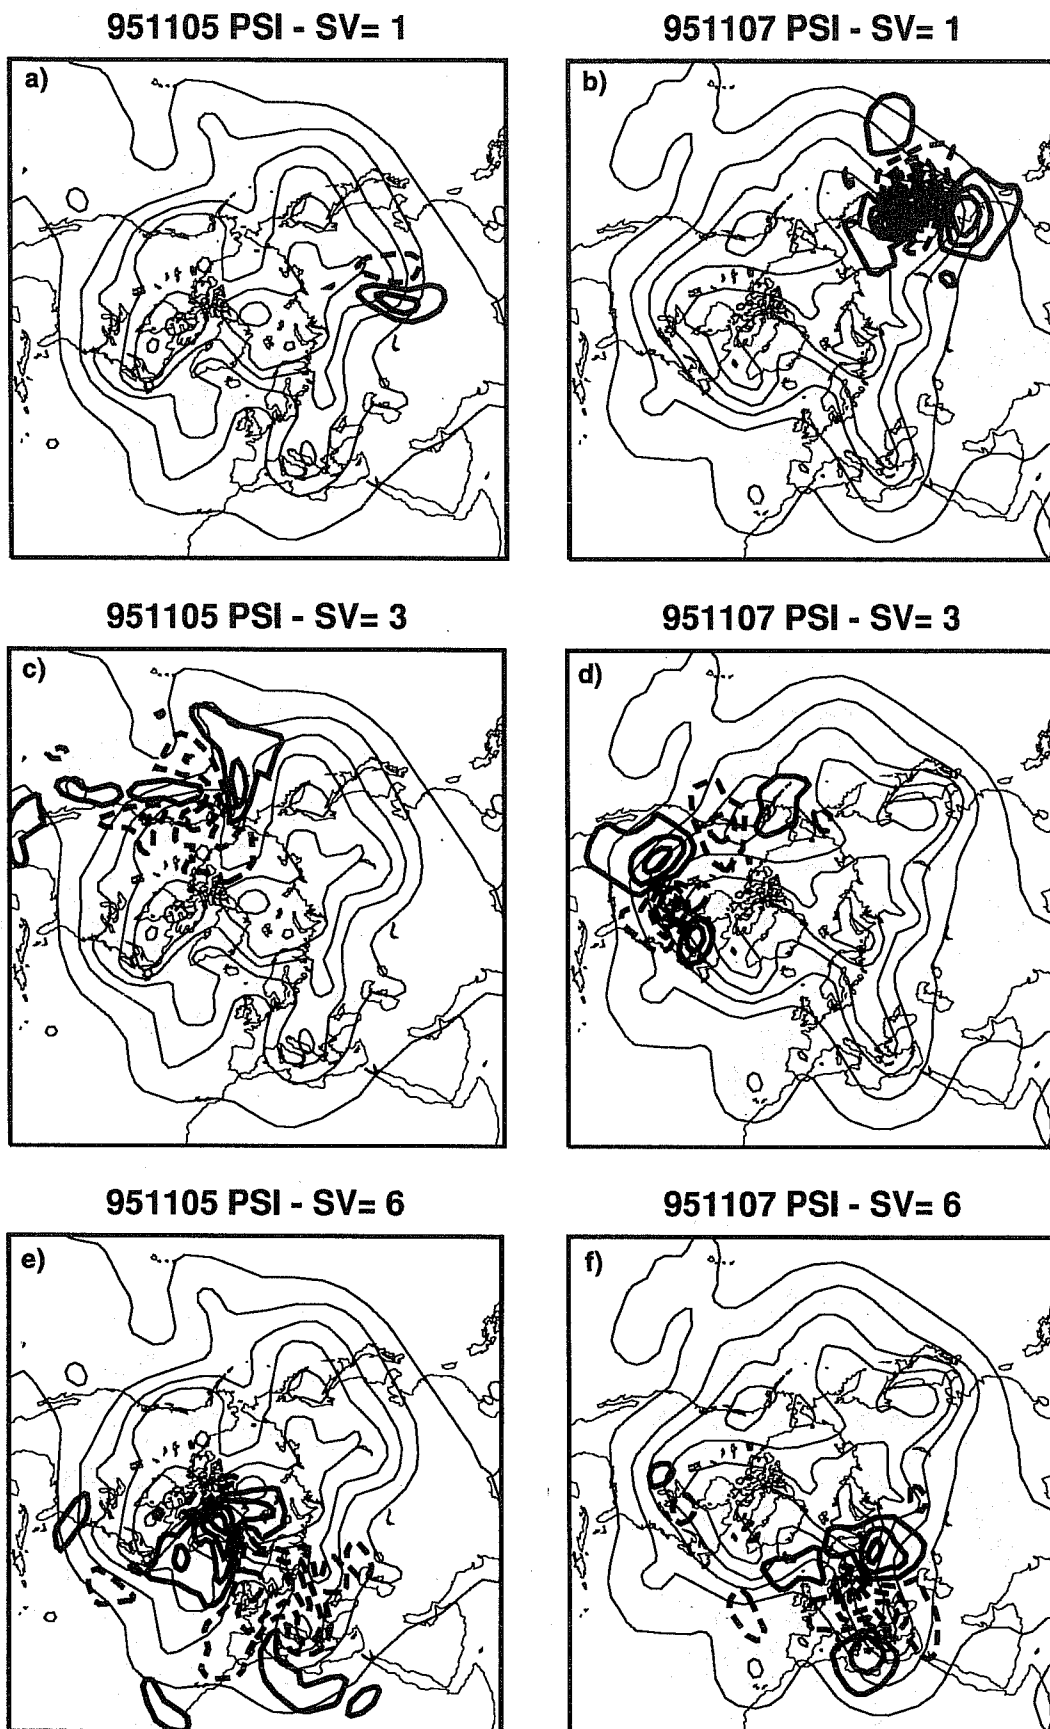 951105 PSI - SV= 1
951107 PSI - SV= 1
a)
b)
951105 PSI - SV= 3
951107 PSI - SV= 3
c)
d)
951105 PSI - SV= 6
951107 PSI - SV= 6
e)
f)